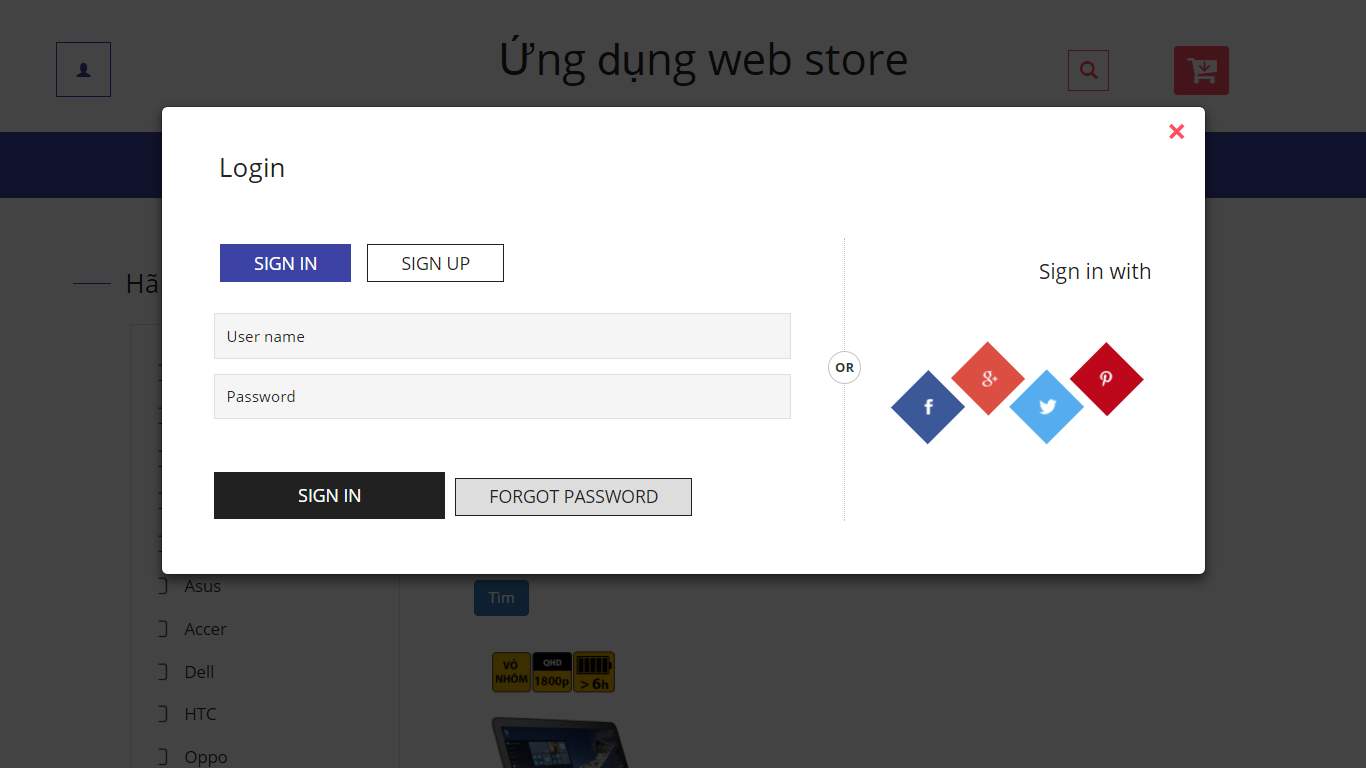 Ứng dụng web store
Login
SIGN IN
SIGN UP
User name
Password
SIGN IN
FORGOT PASSWORD
OR
Sign in with
Hã
Asus
Accer
Dell
HTC
Oppo
Tìm
VỎ NHÔM
QHD 1800p
> 6h